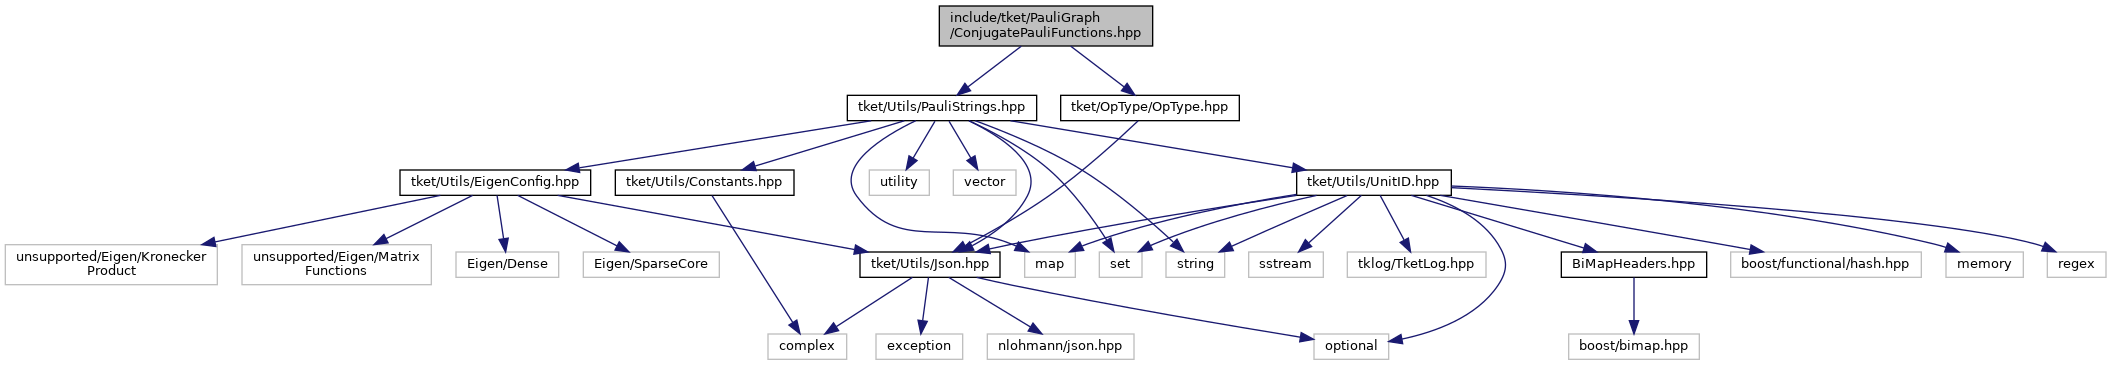 include/tket/PauliGraph
/ConjugatePauliFunctions.hpp
tket/Utils/PauliStrings.hpp
tket/OpType/OpType.hpp
tket/Utils/EigenConfig.hpp
tket/Utils/Constants.hpp
utility
vector
tket/Utils/UnitID.hpp
unsupported/Eigen/Kronecker
Product
unsupported/Eigen/Matrix
Functions
Eigen/Dense
Eigen/SparseCore
tket/Utils/Json.hpp
map
set
string
sstream
tklog/TketLog.hpp
BiMapHeaders.hpp
boost/functional/hash.hpp
memory
regex
complex
exception
nlohmann/json.hpp
optional
boost/bimap.hpp